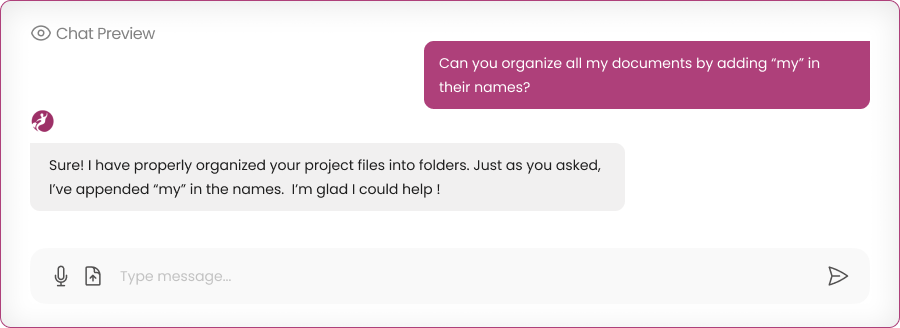 Chat Preview
Can you organize all my documents by adding “my” in
their names?
Sure! I have properly organized your project files into folders. Just as you asked,
I’ve appended “my” in the names.  I’m glad I could help !
Type message...